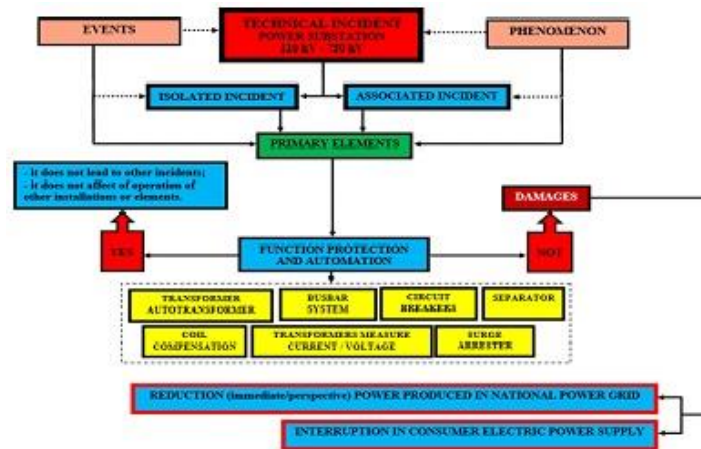 EVENTS
TECHNICAL INCIDENT
POWER SUBSTATION
PHENOMENON
ISOLATED INCIDENT
ASSOCIATED INCIDENT
PRIMARY ELEMENTS
- it does not lead to other incidents;
- it does not affect of operation of
other installations or elements.
DAMAGES
YES
FUNCTION PROTECTION
AND AUTOMATION
NOT
TRANSFORMER
AUTOTRANSFORMER
BUSBAR
SYSTEM
CIRCUIT
BREAKERS
SEPARATOR
COIL
COMPENSATION
TRANSFORMERS MEASURE
CURRENT / VOLTAGE
SURGE
ARRESTER
REDUCTION (immediate/perspective) POWER PRODUCED IN NATIONAL POWER GRID
INTERRUPTION IN CONSUMER ELECTRIC POWER SUPPLY